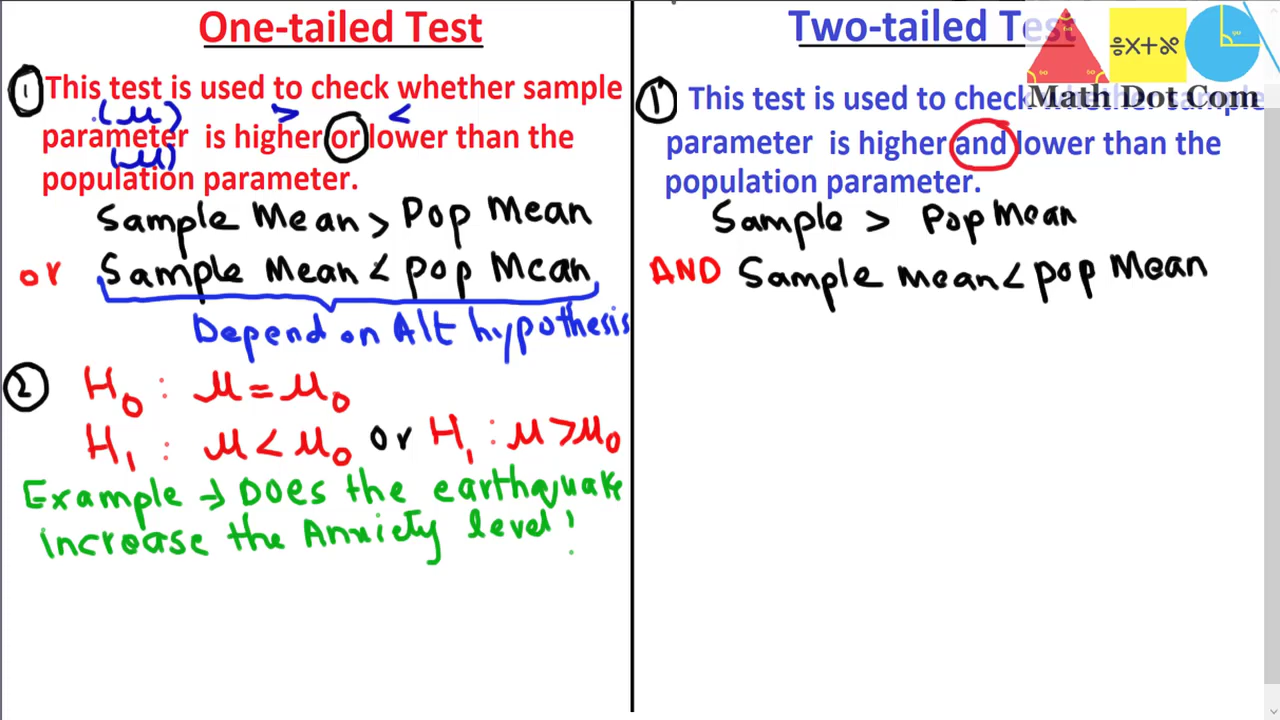 One-tailed Test
① This test is used to check whether sample
(μ) > <
parameter is higher or lower than the
(μ)
population parameter.
Sample Mean > Pop Mean
or Sample Mean < Pop Mean
Depend on Alt hypothesis
② H₀ : μ = μ₀
H₁ : μ < μ₀ or H₁ : μ > μ₀
Example → Does the earthquake
increase the Anxiety level?
Two-tailed Test
÷×+
Math Dot Com
① This test is used to check whether sample
parameter is higher and lower than the
population parameter.
Sample > Pop Mean
AND Sample Mean < Pop Mean